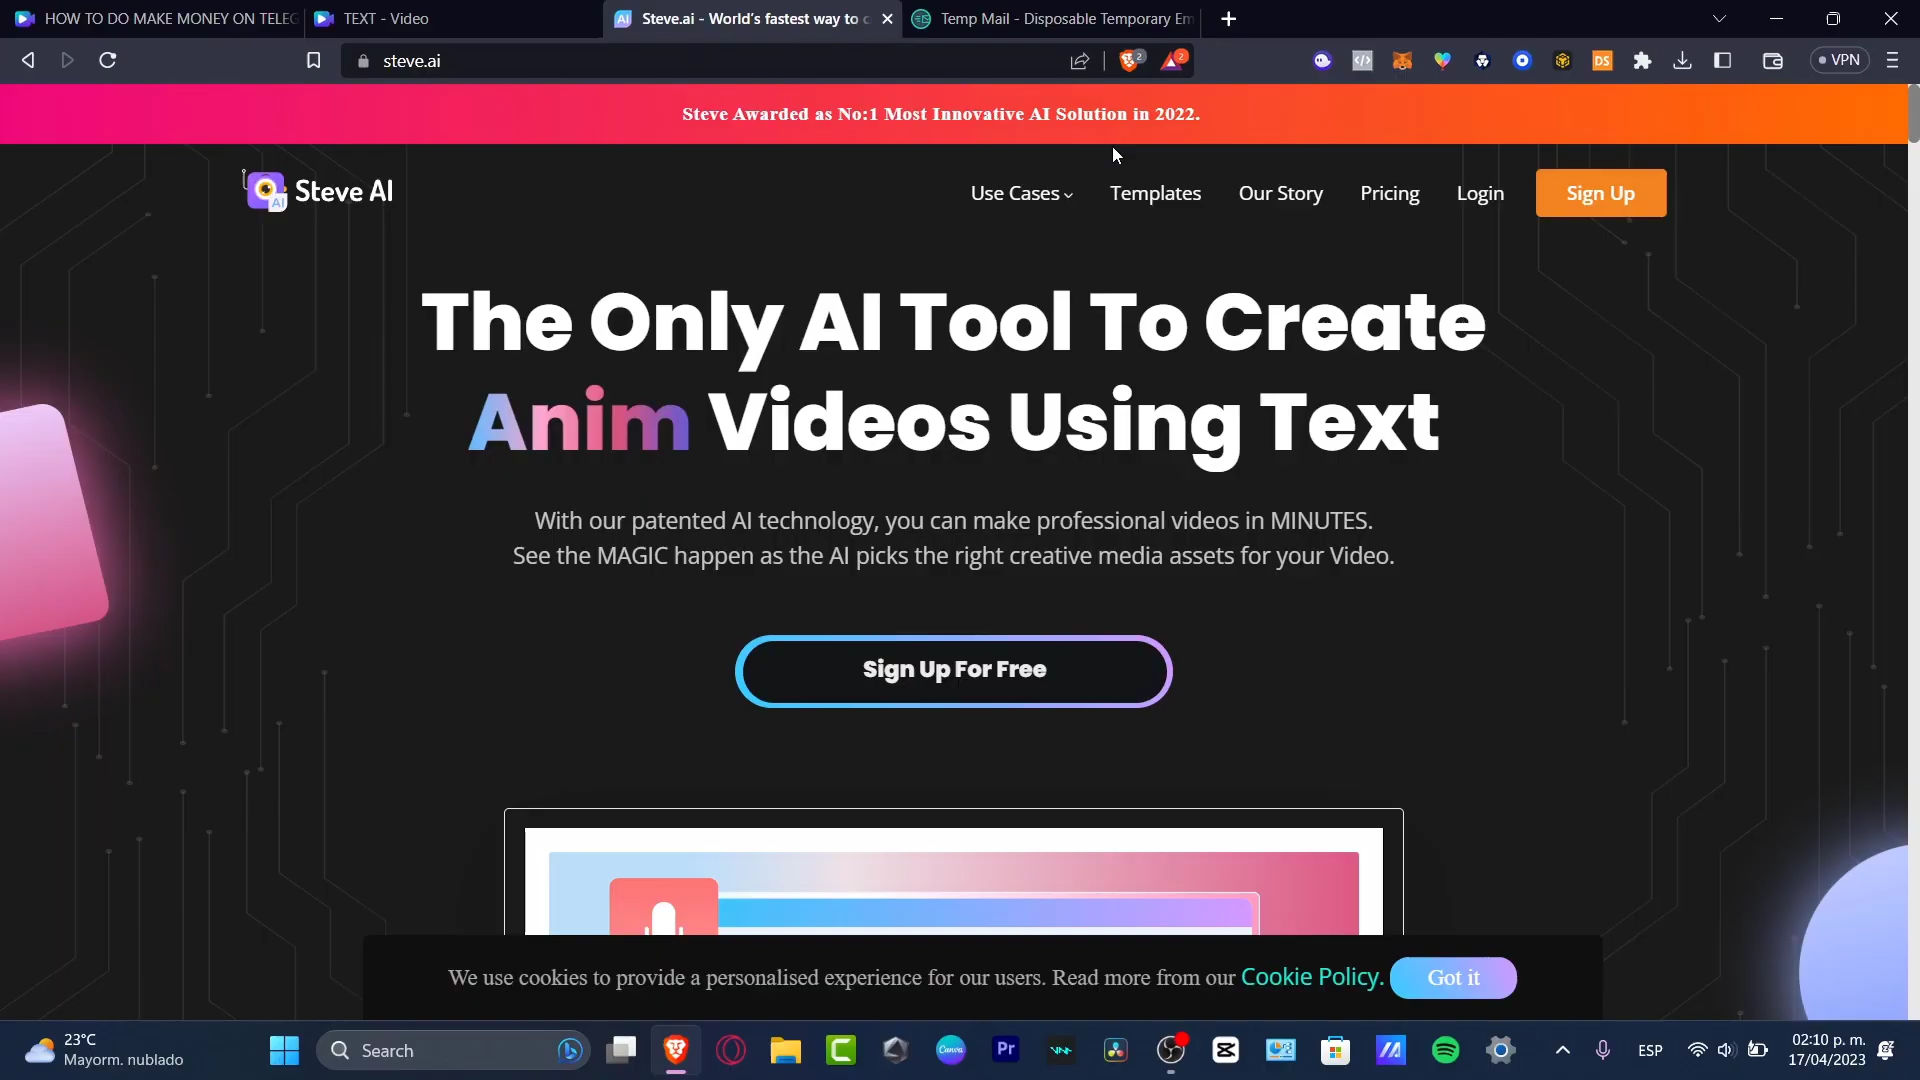 HOW TO DO MAKE MONEY ON TELEG
TEXT - Video
Steve.ai - World's fastest way to c
Temp Mail - Disposable Temporary Em
steve.ai
2
2
DS
VPN
Steve Awarded as No:1 Most Innovative AI Solution in 2022.
AI
Steve AI
Use Cases
Templates
Our Story
Pricing
Login
Sign Up
The Only AI Tool To Create
Anim Videos Using Text
With our patented AI technology, you can make professional videos in MINUTES.
See the MAGIC happen as the AI picks the right creative media assets for your Video.
Sign Up For Free
We use cookies to provide a personalised experience for our users. Read more from our Cookie Policy.
Got it
23°C
Mayorm. nublado
Search
Canva
Pr
ESP
02:10 p. m.
17/04/2023